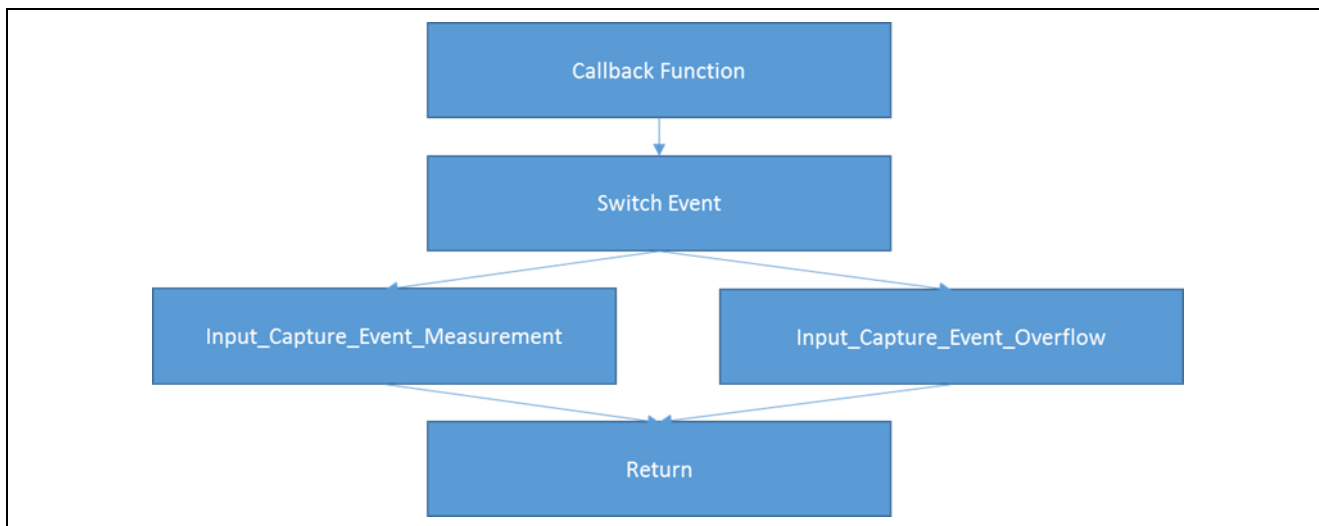 Callback Function
Switch Event
Input_Capture_Event_Measurement
Input_Capture_Event_Overflow
Return